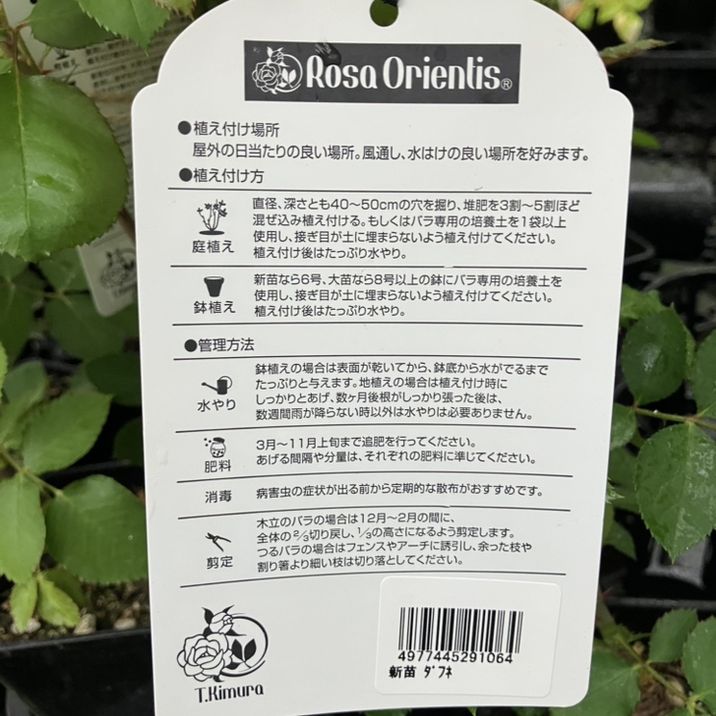 Rosa Orientis®
●植え付け場所
屋外の日当たりの良い場所。風通し、水はけの良い場所を好みます。
●植え付け方
庭植え
直径、深さとも40〜50cmの穴を掘り、堆肥を3割〜5割ほど
混ぜ込み植え付ける。もしくはバラ専用の培養土を1袋以上
使用し、接ぎ目が土に埋まらないよう植え付けてください。
植え付け後はたっぷり水やり。
鉢植え
新苗なら6号、大苗なら8号以上の鉢にバラ専用の培養土を
使用し、接ぎ目が土に埋まらないよう植え付けてください。
植え付け後はたっぷり水やり。
●管理方法
水やり
鉢植えの場合は表面が乾いてから、鉢底から水がでるまで
たっぷりと与えます。地植えの場合は植え付け時に
しっかりとあげ、数ヶ月後根がしっかり張った後は、
数週間雨が降らない時以外は水やりは必要ありません。
肥料
3月〜11月上旬まで追肥を行ってください。
あげる間隔や分量は、それぞれの肥料に準じてください。
消毒
病害虫の症状が出る前から定期的な散布がおすすめです。
剪定
木立のバラの場合は12月〜2月の間に、
全体の2/3切り戻し、1/3の高さになるよう剪定します。
つるバラの場合はフェンスやアーチに誘引し、余った枝や
割り箸より細い枝は切り落としてください。
T.Kimura
4977445291064
新苗 ダフネ